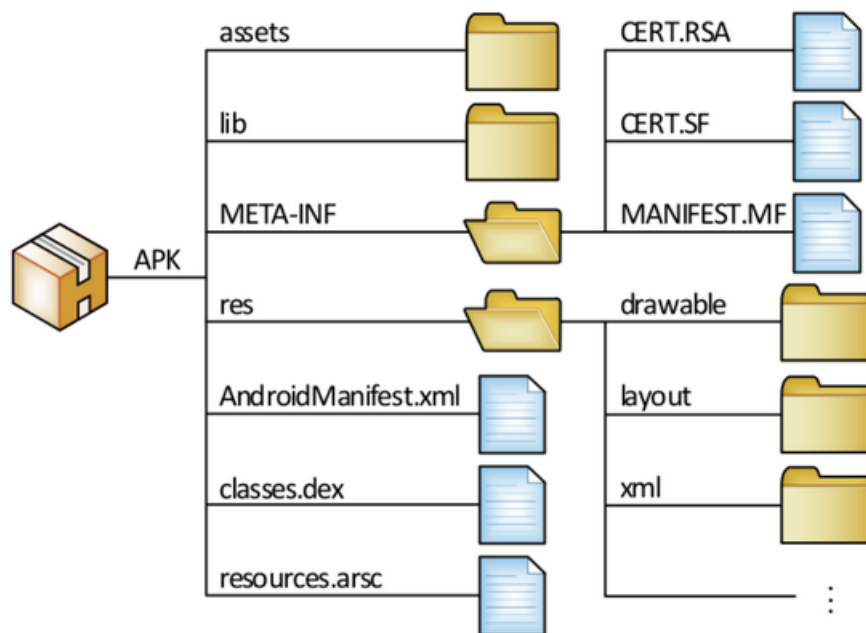 APK
assets
lib
META-INF
res
AndroidManifest.xml
classes.dex
resources.arsc
CERT.RSA
CERT.SF
MANIFEST.MF
drawable
layout
xml
⋮